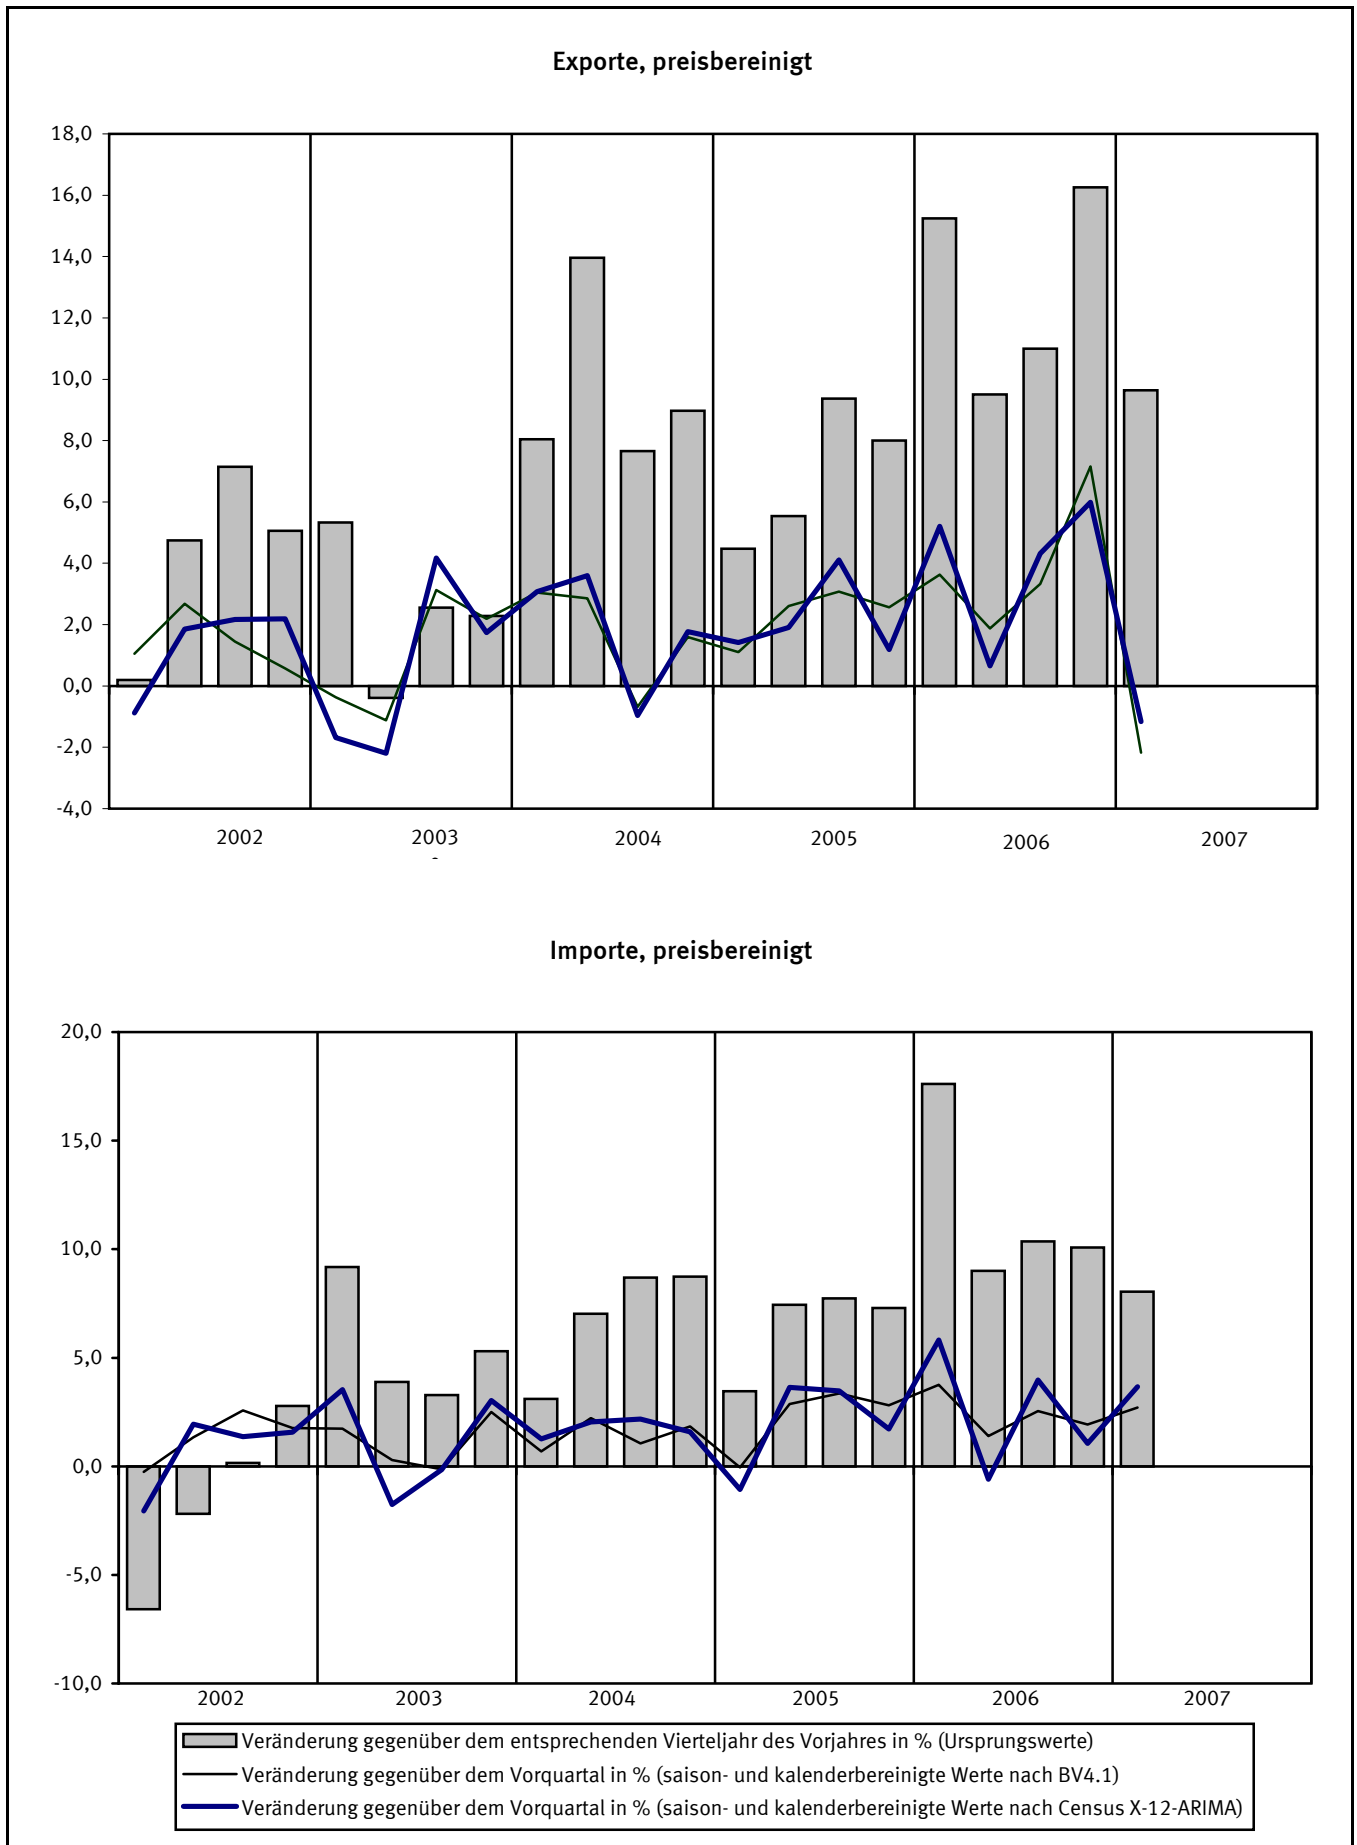 Exporte, preisbereinigt
18,0
16,0
14,0
12,0
10,0
8,0
6,0
4,0
2,0
0,0
-2,0
-4,0
2002 2003 2004 2005 2006 2007
Importe, preisbereinigt
20,0
15,0
10,0
5,0
0,0
-5,0
-10,0
2002 2003 2004 2005 2006 2007
Veränderung gegenüber dem entsprechenden Vierteljahr des Vorjahres in % (Ursprungswerte)
Veränderung gegenüber dem Vorquartal in % (saison- und kalenderbereinigte Werte nach BV4.1)
Veränderung gegenüber dem Vorquartal in % (saison- und kalenderbereinigte Werte nach Census X-12-ARIMA)